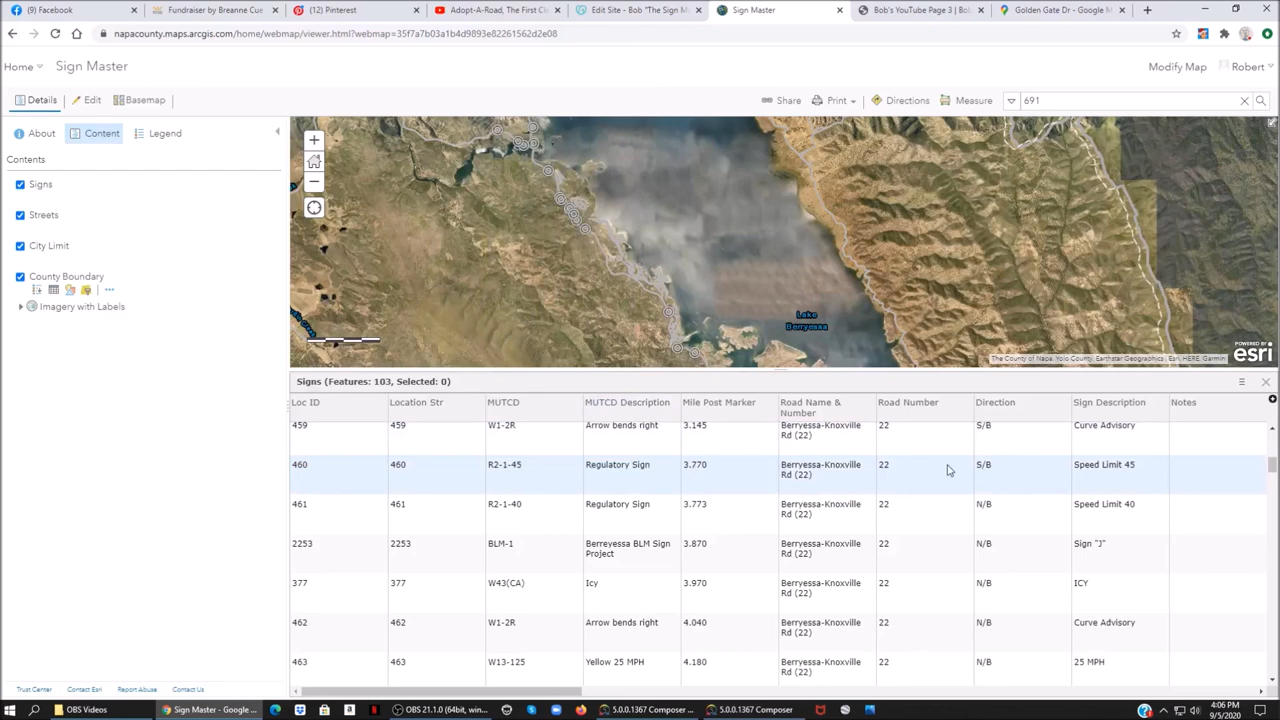 (9) Facebook
Fundraiser by Breanne Cue
(12) Pinterest
Adopt-A-Road, The First Cle
Edit Site - Bob "The Sign M
Sign Master
Bob's YouTube Page 3 | Bob
Golden Gate Dr - Google M
napacounty.maps.arcgis.com/home/webmap/viewer.html?webmap=35f7a7b03a1b4d9893e82261562d2e08
Home
Sign Master
Modify Map
Robert
Details
Edit
Basemap
Share
Print
Directions
Measure
691
About
Content
Legend
Contents
Signs
Streets
City Limit
County Boundary
Imagery with Labels
Lake
Berryessa
POWERED BY
esri
The County of Napa, Yolo County, Earthstar Geographics | Esri, HERE, Garmin
Signs (Features: 103, Selected: 0)
Loc ID Location Str MUTCD MUTCD Description Mile Post Marker Road Name & Number Road Number Direction Sign Description Notes
459 459 W1-2R Arrow bends right 3.145 Berryessa-Knoxville Rd (22) 22 S/B Curve Advisory
460 460 R2-1-45 Regulatory Sign 3.770 Berryessa-Knoxville Rd (22) 22 S/B Speed Limit 45
461 461 R2-1-40 Regulatory Sign 3.773 Berryessa-Knoxville Rd (22) 22 N/B Speed Limit 40
2253 2253 BLM-1 Berreyessa BLM Sign Project 3.870 Berryessa-Knoxville Rd (22) 22 N/B Sign "J"
377 377 W43(CA) Icy 3.970 Berryessa-Knoxville Rd (22) 22 N/B ICY
462 462 W1-2R Arrow bends right 4.040 Berryessa-Knoxville Rd (22) 22 N/B Curve Advisory
463 463 W13-125 Yellow 25 MPH 4.180 Berryessa-Knoxville Rd (22) 22 N/B 25 MPH
Trust Center
Contact Esri
Report Abuse
Contact Us
OBS Videos
Sign Master - Google ...
OBS 21.1.0 (64bit, win...
5.0.0.1367 Composer ...
5.0.0.1367 Composer ...
4:06 PM
9/5/2020